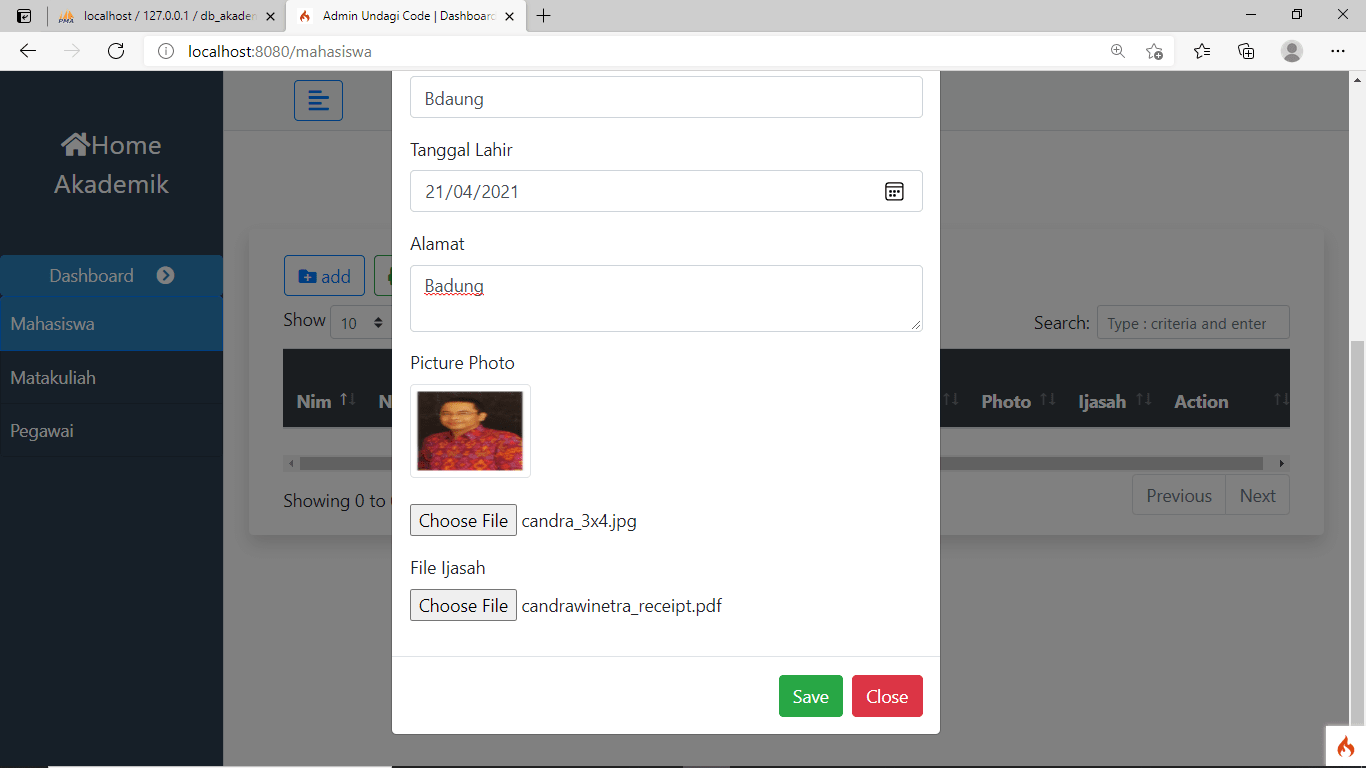 PMA localhost / 127.0.0.1 / db_akadem
Admin Undagi Code | Dashboard
localhost:8080/mahasiswa
Home
Akademik
Dashboard
Mahasiswa
Matakuliah
Pegawai
Bdaung
Tanggal Lahir
21/04/2021
Alamat
Badung
Picture Photo
Choose File candra_3x4.jpg
File Ijasah
Choose File candrawinetra_receipt.pdf
Save Close
add
Show 10
Search: Type : criteria and enter
Nim N Photo Ijasah Action
Showing 0 to
Previous Next